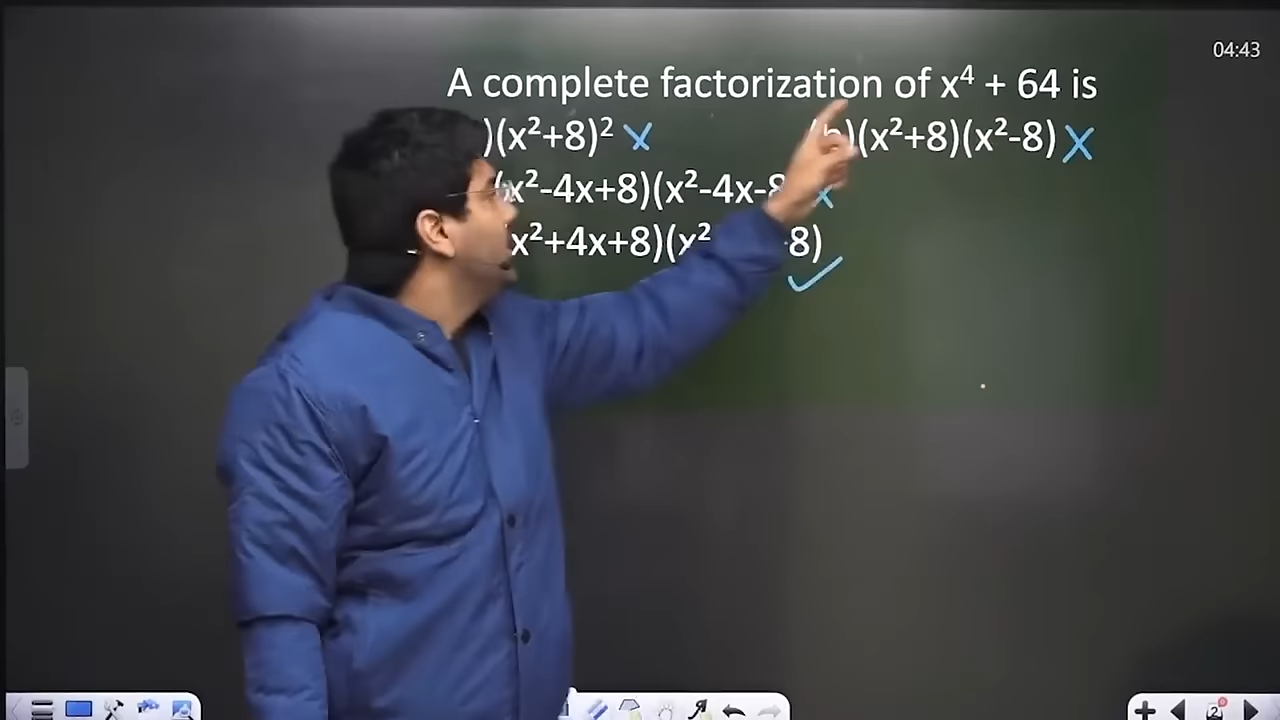 04:43
A complete factorization of x⁴ + 64 is
)(x²+8)² x )(x²+8)(x²-8) x
(x²-4x+8)(x²-4x-8 x
x²+4x+8)(x² 8) ✓
2